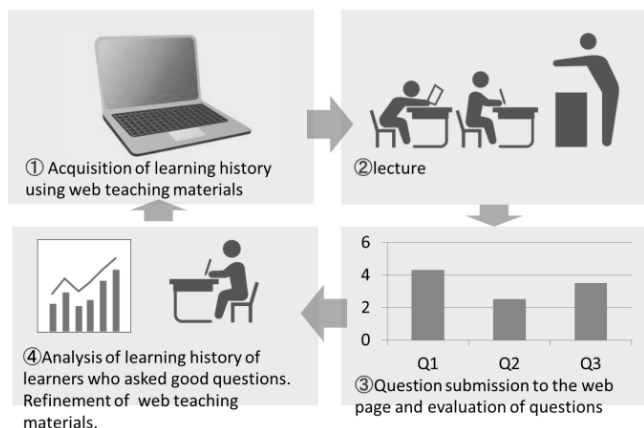 ① Acquisition of learning history
using web teaching materials
②lecture
6
4
2
0
Q1 Q2 Q3
③Question submission to the web
page and evaluation of questions
④Analysis of learning history of
learners who asked good questions.
Refinement of web teaching
materials.